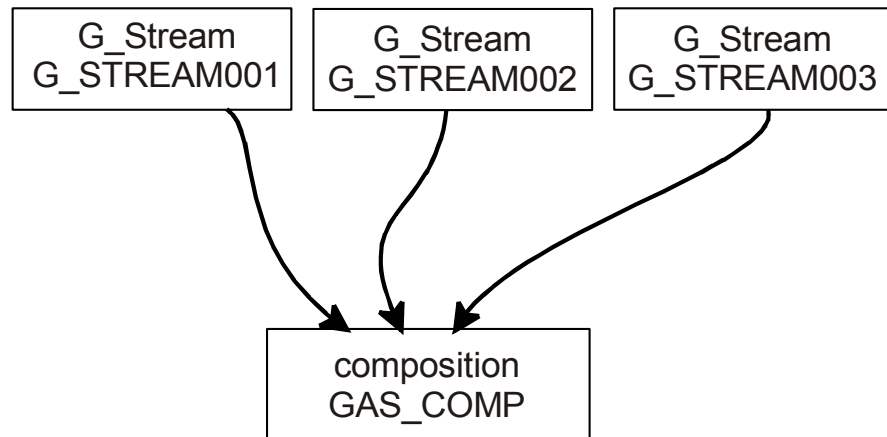 G_Stream
G_STREAM001
G_Stream
G_STREAM002
G_Stream
G_STREAM003
composition
GAS_COMP